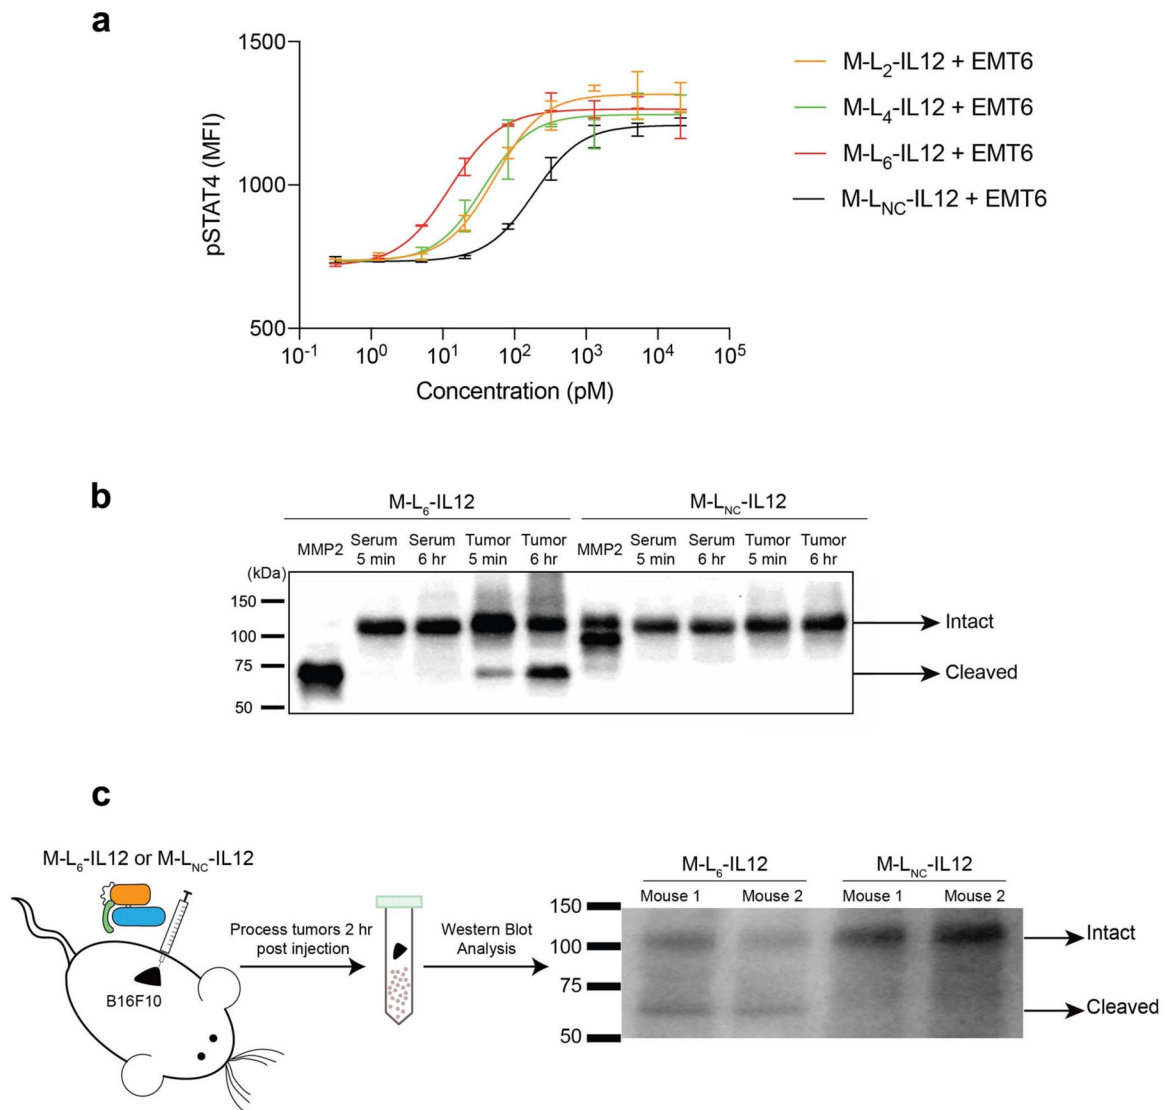 a
1500
1000
500
pSTAT4 (MFI)
10-1
100
101
102
103
104
105
Concentration (pM)
M-L2-IL12 + EMT6
M-L4-IL12 + EMT6
M-L6-IL12 + EMT6
M-LNC-IL12 + EMT6
b
M-L6-IL12
M-LNC-IL12
MMP2
Serum
5 min
Serum
6 hr
Tumor
5 min
Tumor
6 hr
MMP2
Serum
5 min
Serum
6 hr
Tumor
5 min
Tumor
6 hr
(kDa)
150
100
75
50
Intact
Cleaved
c
M-L6-IL12 or M-LNC-IL12
B16F10
Process tumors 2 hr
post injection
Western Blot
Analysis
M-L6-IL12
M-LNC-IL12
Mouse 1
Mouse 2
Mouse 1
Mouse 2
150
100
75
50
Intact
Cleaved